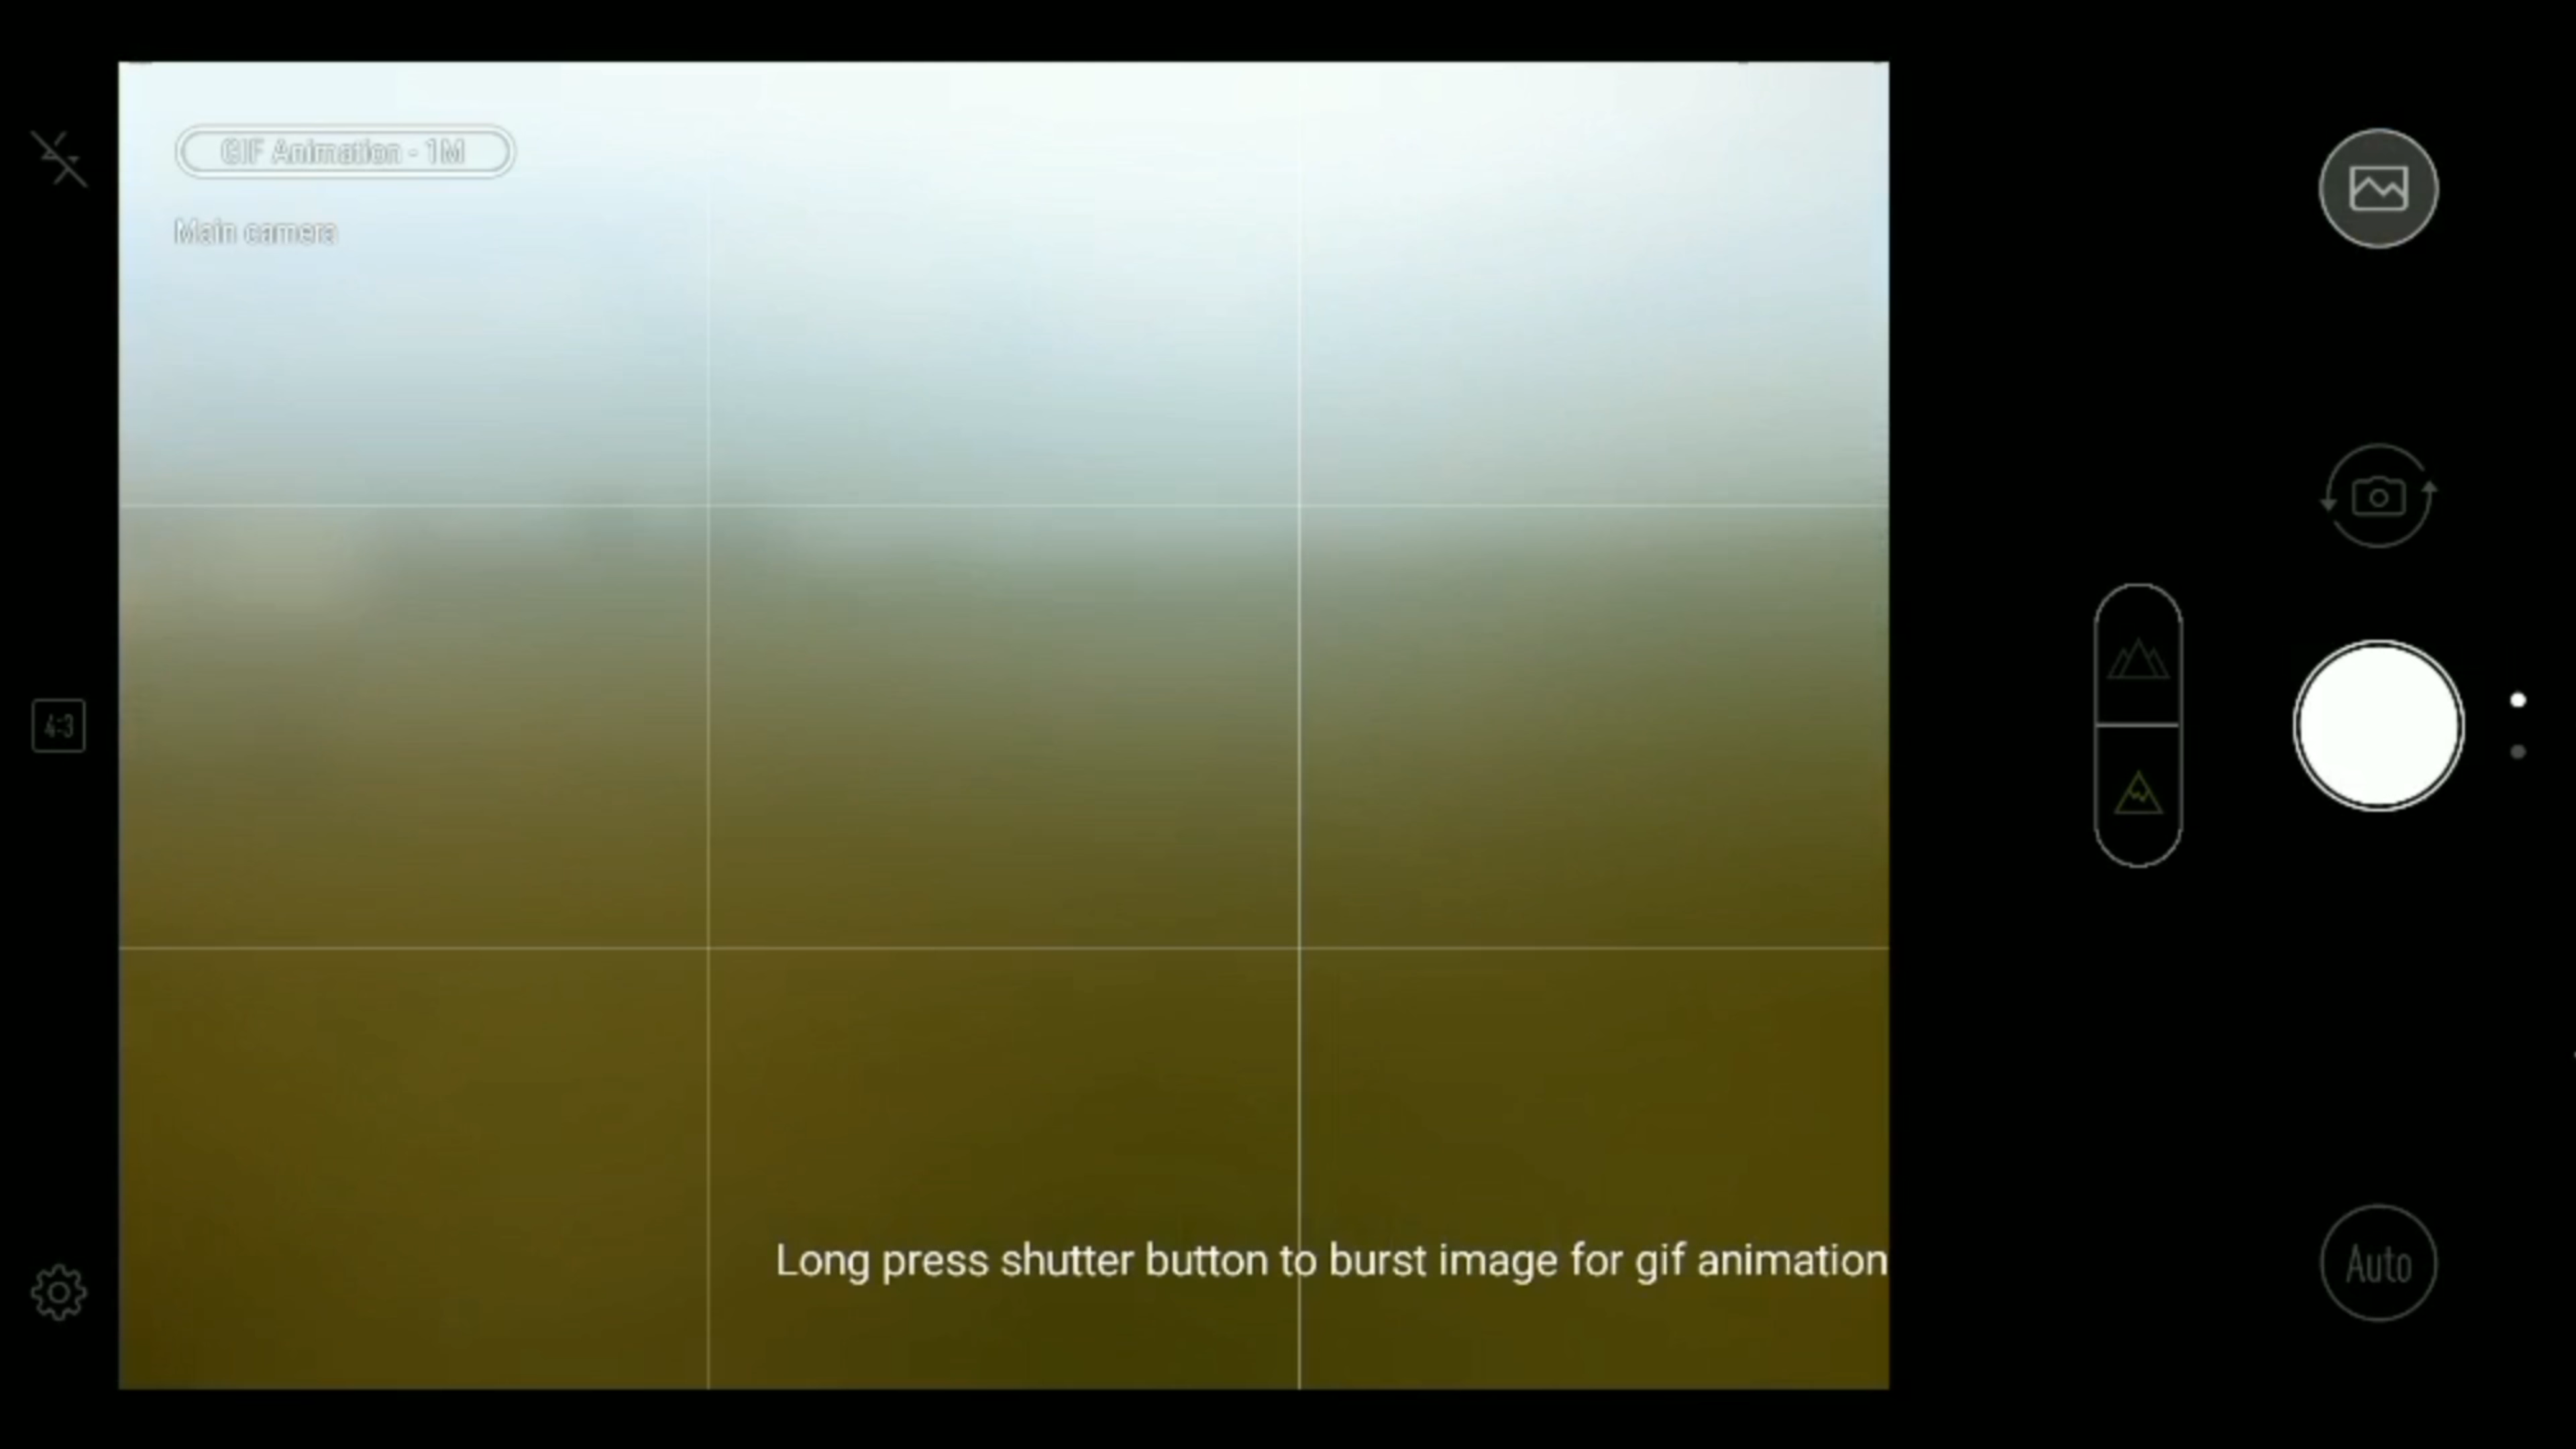 GIF Animation - 1M
Main camera
4:3
Long press shutter button to burst image for gif animation
Auto